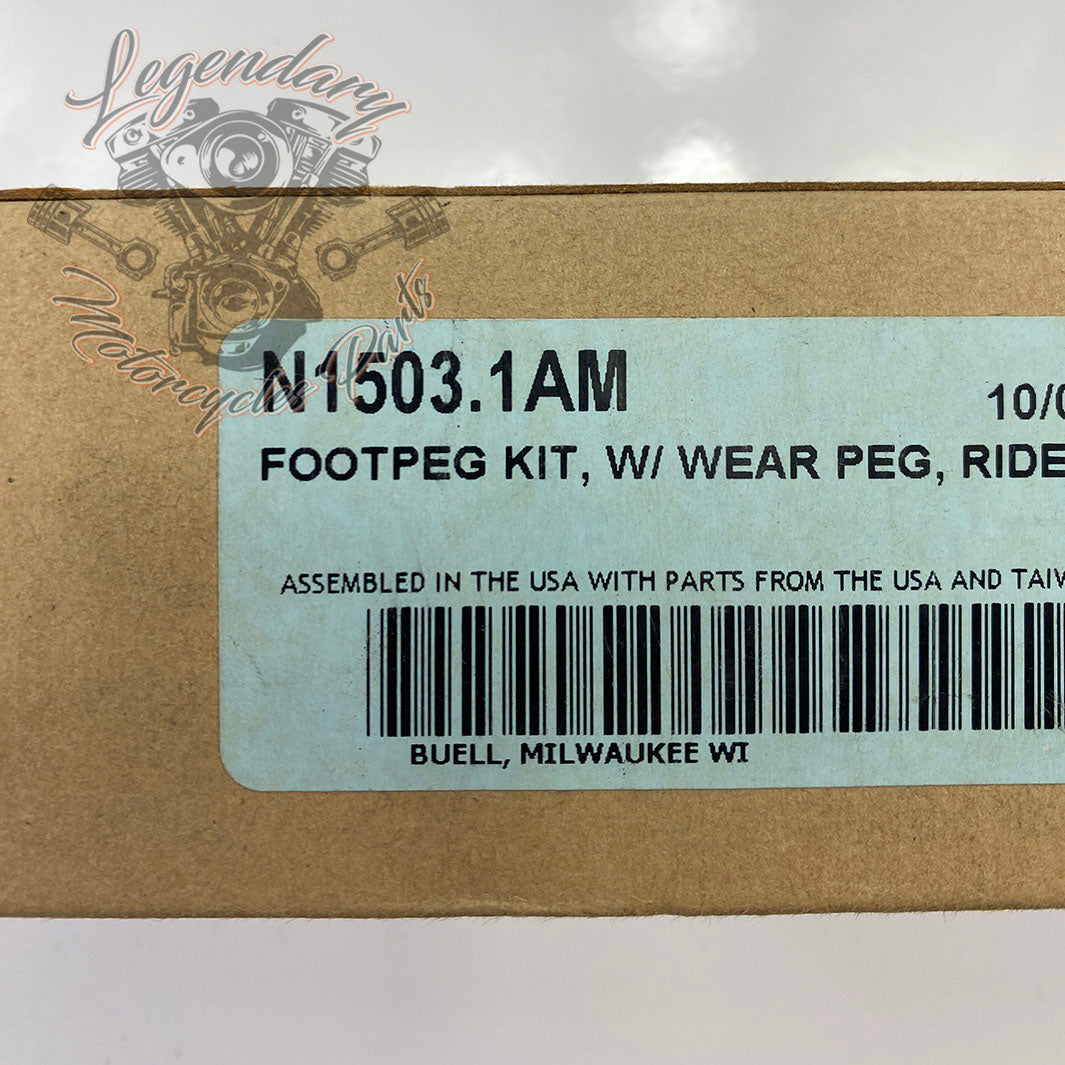 Legendary
Motorcycles Parts
N1503.1AM
10/0
FOOTPEG KIT, W/ WEAR PEG, RIDE
ASSEMBLED IN THE USA WITH PARTS FROM THE USA AND TAIW
BUELL, MILWAUKEE WI